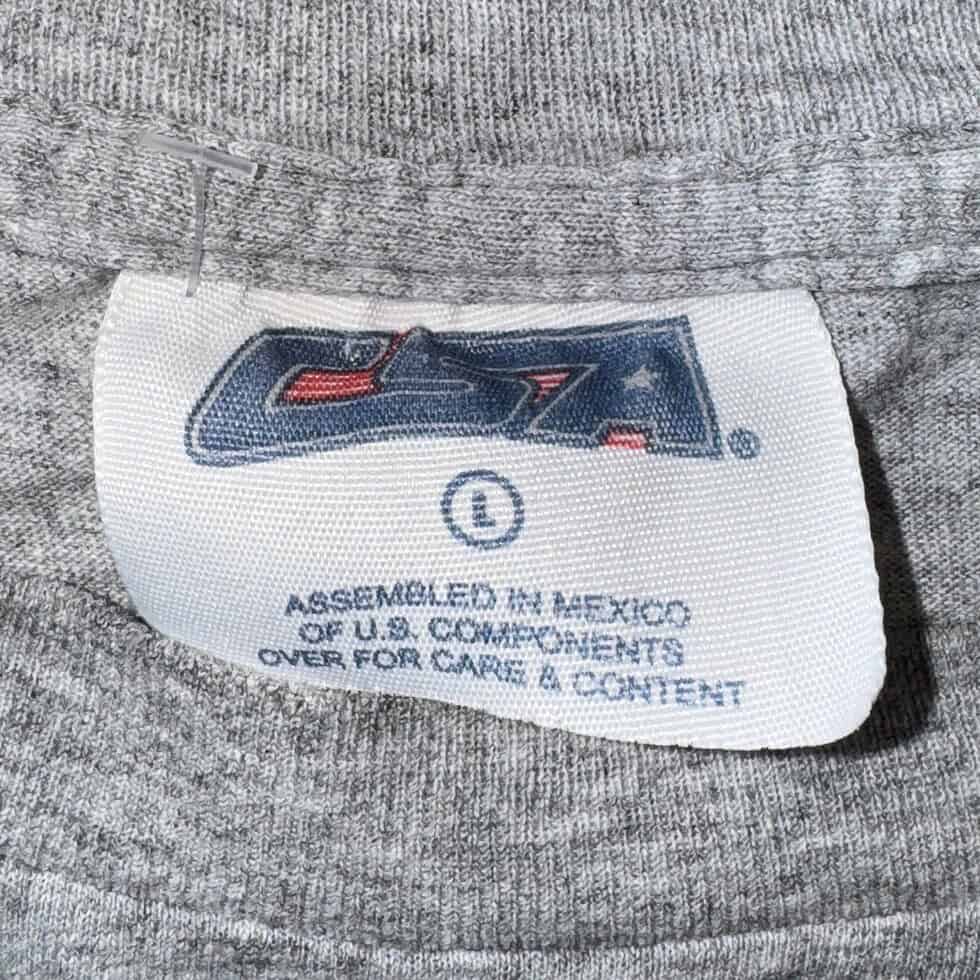 CSA®
L
ASSEMBLED IN MEXICO
OF U.S. COMPONENTS
OVER FOR CARE & CONTENT